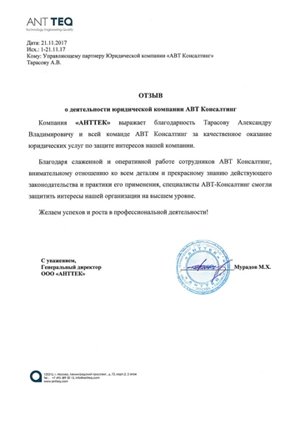 ANT TEQ
Technology. Engineering. Quality
Дата: 21.11.2017
Исх.: 1-21.11.17
Кому: Управляющему партнеру Юридической компании «АВТ Консалтинг»
Тарасову А.В.
ОТЗЫВ
о деятельности юридической компании АВТ Консалтинг
Компания «АНТТЕК» выражает благодарность Тарасову Александру
Владимировичу и всей команде АВТ Консалтинг за качественное оказание
юридических услуг по защите интересов нашей компании.
Благодаря слаженной и оперативной работе сотрудников АВТ Консалтинг,
внимательному отношению ко всем деталям и прекрасному знанию действующего
законодательства и практики его применения, специалисты АВТ-Консалтинг смогли
защитить интересы нашей организации на высшем уровне.
Желаем успехов и роста в профессиональной деятельности!
С уважением,
Генеральный директор
ООО «АНТТЕК»
Мурадов М.Х.
www.antteq.com